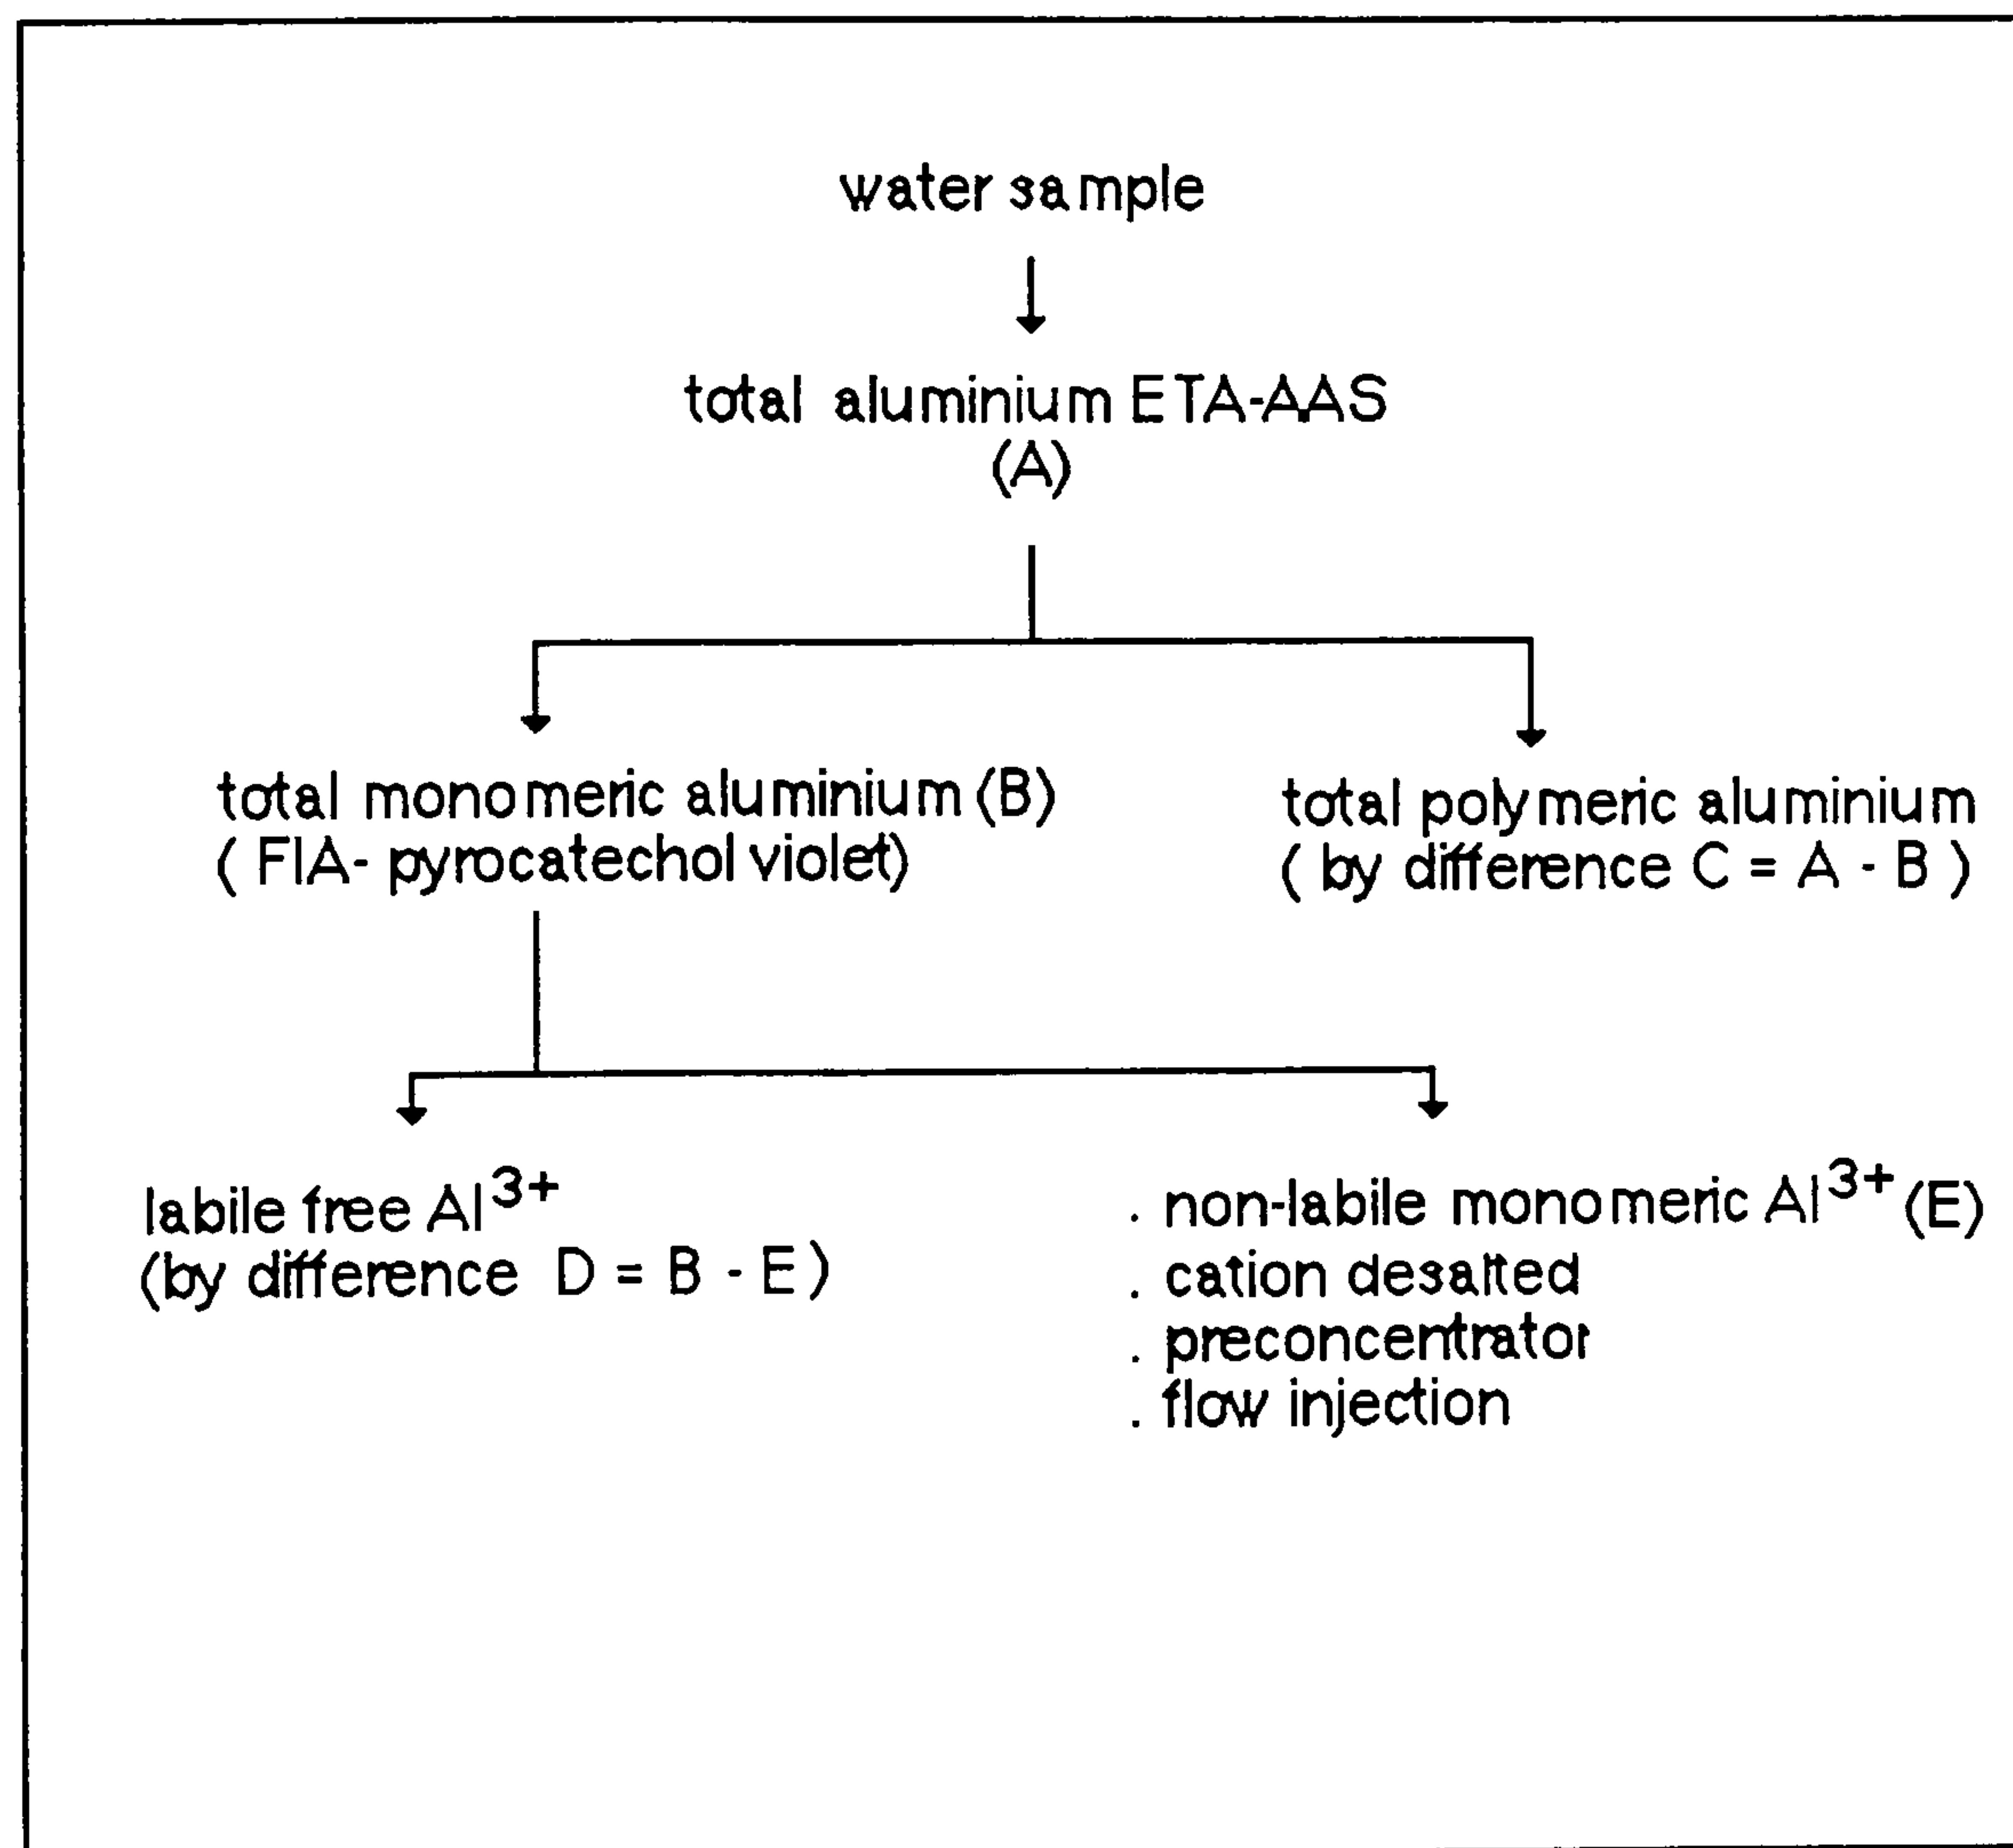 water sample
total aluminium ETA-AAS
(A)
total monomeric aluminium (B)
( FIA- pyrocatechol violet)
total polymeric aluminium
( by difference C = A - B )
labile free Al³⁺
(by difference D = B - E )
. non-labile monomeric Al³⁺ (E)
. cation desalted
. preconcentrator
. flow injection